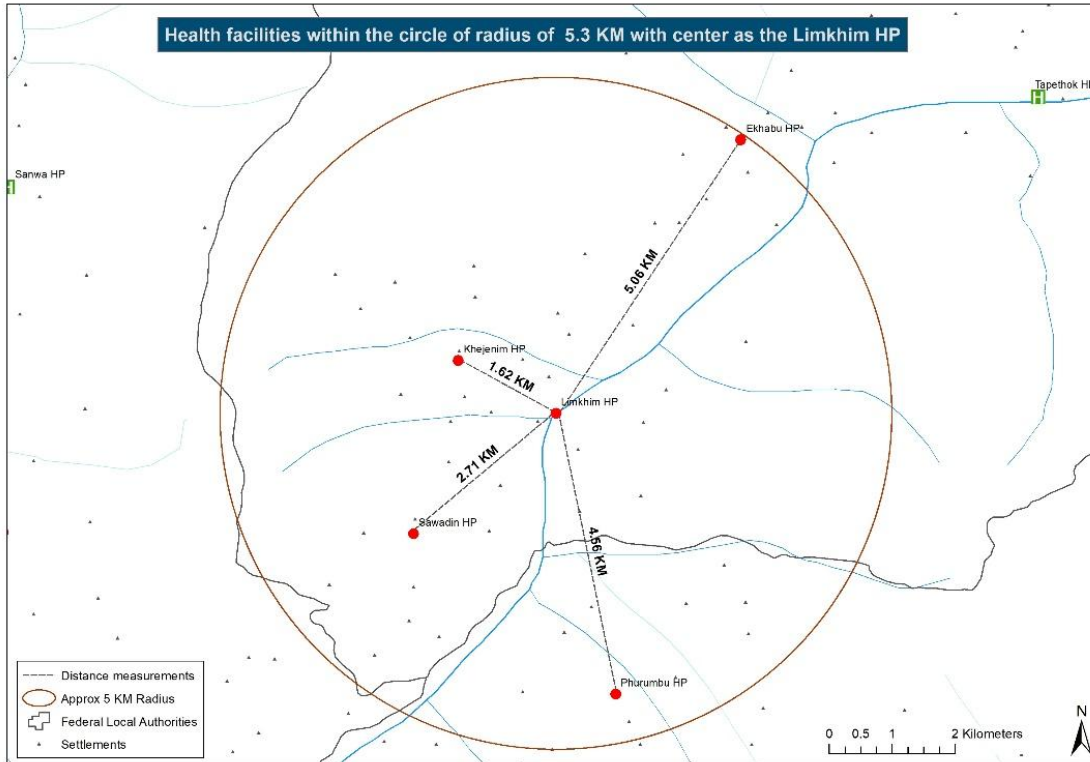 Health facilities within the circle of radius of 5.3 KM with center as the Limkhim HP
Tapethok H
H
Ekhabu HP
Sanwa HP
H
5.06 KM
Khejenim HP
1.62 KM
Limkhim HP
2.71 KM
Sawadin HP
4.56 KM
Phurumbu HP
Distance measurements
Approx 5 KM Radius
Federal Local Authorities
Settlements
0 0.5 1 2 Kilometers
N